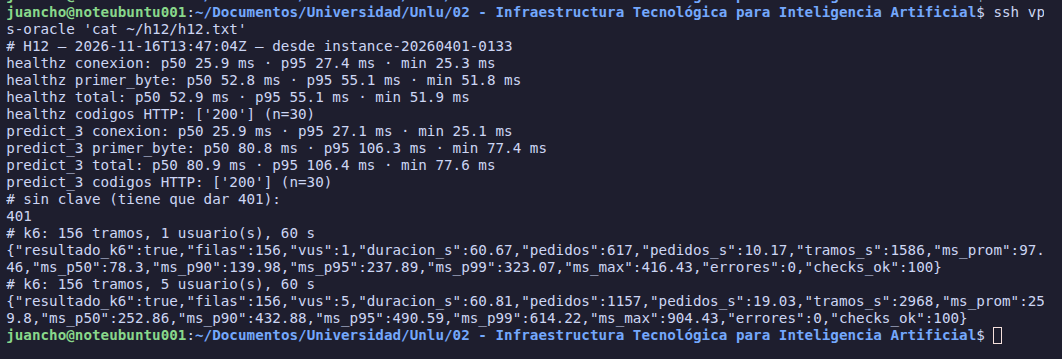 juancho@noteubuntu001:~/Documentos/Universidad/Unlu/02 - Infraestructura Tecnológica para Inteligencia Artificial$ ssh vp
s-oracle 'cat ~/h12/h12.txt'
# H12 — 2026-11-16T13:47:04Z — desde instance-20260401-0133
healthz conexion: p50 25.9 ms · p95 27.4 ms · min 25.3 ms
healthz primer_byte: p50 52.8 ms · p95 55.1 ms · min 51.8 ms
healthz total: p50 52.9 ms · p95 55.1 ms · min 51.9 ms
healthz codigos HTTP: ['200'] (n=30)
predict_3 conexion: p50 25.9 ms · p95 27.1 ms · min 25.1 ms
predict_3 primer_byte: p50 80.8 ms · p95 106.3 ms · min 77.4 ms
predict_3 total: p50 80.9 ms · p95 106.4 ms · min 77.6 ms
predict_3 codigos HTTP: ['200'] (n=30)
# sin clave (tiene que dar 401):
401
# k6: 156 tramos, 1 usuario(s), 60 s
{"resultado_k6":true,"filas":156,"vus":1,"duracion_s":60.67,"pedidos":617,"pedidos_s":10.17,"tramos_s":1586,"ms_prom":97.
46,"ms_p50":78.3,"ms_p90":139.98,"ms_p95":237.89,"ms_p99":323.07,"ms_max":416.43,"errores":0,"checks_ok":100}
# k6: 156 tramos, 5 usuario(s), 60 s
{"resultado_k6":true,"filas":156,"vus":5,"duracion_s":60.81,"pedidos":1157,"pedidos_s":19.03,"tramos_s":2968,"ms_prom":25
9.8,"ms_p50":252.86,"ms_p90":432.88,"ms_p95":490.59,"ms_p99":614.22,"ms_max":904.43,"errores":0,"checks_ok":100}
juancho@noteubuntu001:~/Documentos/Universidad/Unlu/02 - Infraestructura Tecnológica para Inteligencia Artificial$